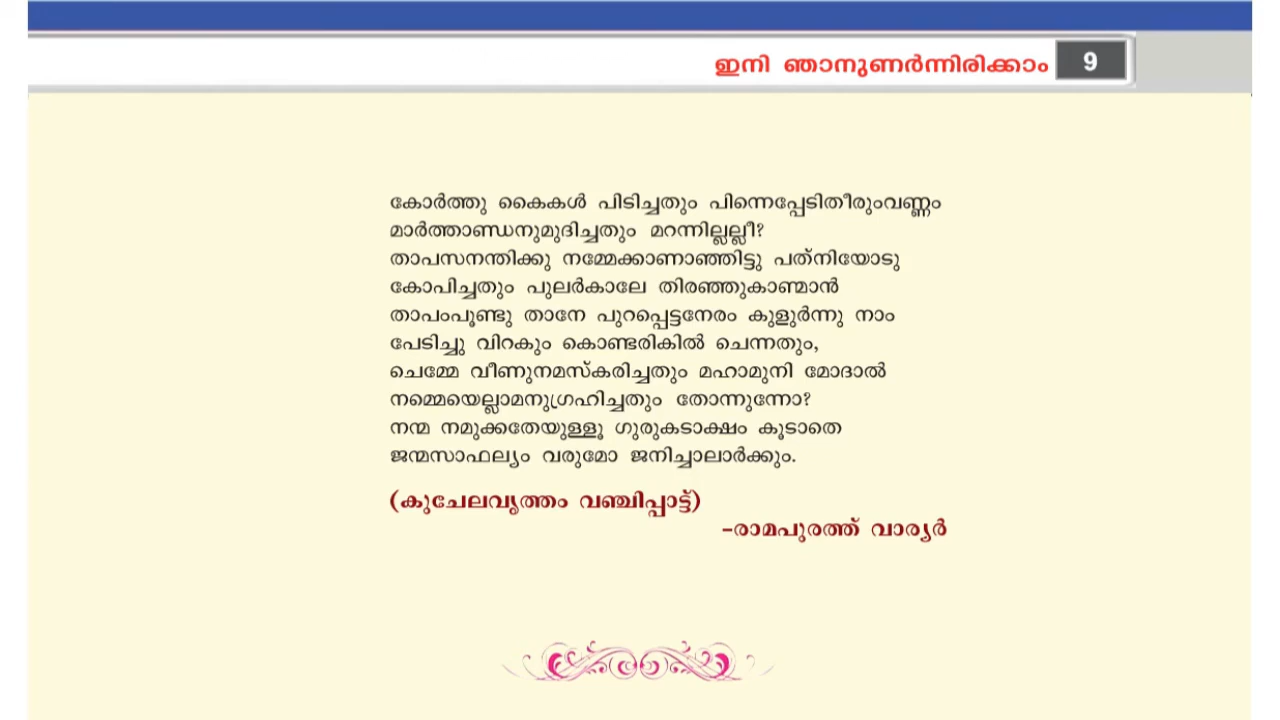 ഇനി ഞാനുണർന്നിരിക്കാം 9
കോർത്തു കൈകൾ പിടിച്ചതും പിന്നെപ്പേടിതീരുംവണ്ണം
മാർത്താണ്ഡനുമുദിച്ചതും മറന്നില്ലല്ലീ?
താപസനന്തിക്കു നമ്മേക്കാണാഞ്ഞിട്ടു പത്നിയോടു
കോപിച്ചതും പുലർകാലേ തിരഞ്ഞുകാണ്മാൻ
താപംപൂണ്ടു താനേ പുറപ്പെട്ടനേരം കുളുർന്നു നാം
പേടിച്ചു വിറകും കൊണ്ടരികിൽ ചെന്നതും,
ചെമ്മേ വീണുനമസ്കരിച്ചതും മഹാമുനി മോദാൽ
നമ്മെയെല്ലാമനുഗ്രഹിച്ചതും തോന്നുന്നോ?
നന്മ നമുക്കതേയുള്ളൂ ഗുരുകടാക്ഷം കൂടാതെ
ജന്മസാഫല്യം വരുമോ ജനിച്ചാലാർക്കും.
(കുചേലവൃത്തം വഞ്ചിപ്പാട്ട്)
-രാമപുരത്ത് വാര്യർ